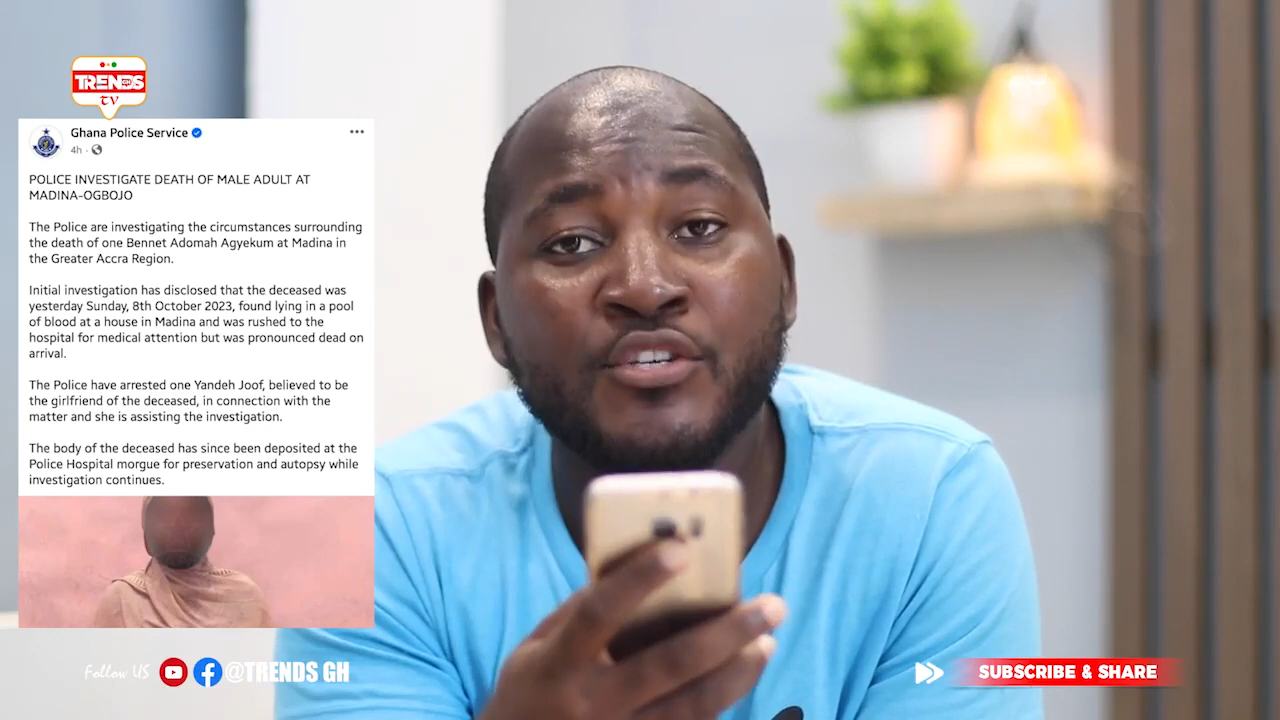 TRENDS
GH
TV
Ghana Police Service
4h ·
POLICE INVESTIGATE DEATH OF MALE ADULT AT
MADINA-OGBOJO
The Police are investigating the circumstances surrounding
the death of one Bennet Adomah Agyekum at Madina in
the Greater Accra Region.
Initial investigation has disclosed that the deceased was
yesterday Sunday, 8th October 2023, found lying in a pool
of blood at a house in Madina and was rushed to the
hospital for medical attention but was pronounced dead on
arrival.
The Police have arrested one Yandeh Joof, believed to be
the girlfriend of the deceased, in connection with the
matter and she is assisting the investigation.
The body of the deceased has since been deposited at the
Police Hospital morgue for preservation and autopsy while
investigation continues.
Follow US @TRENDS GH
SUBSCRIBE & SHARE